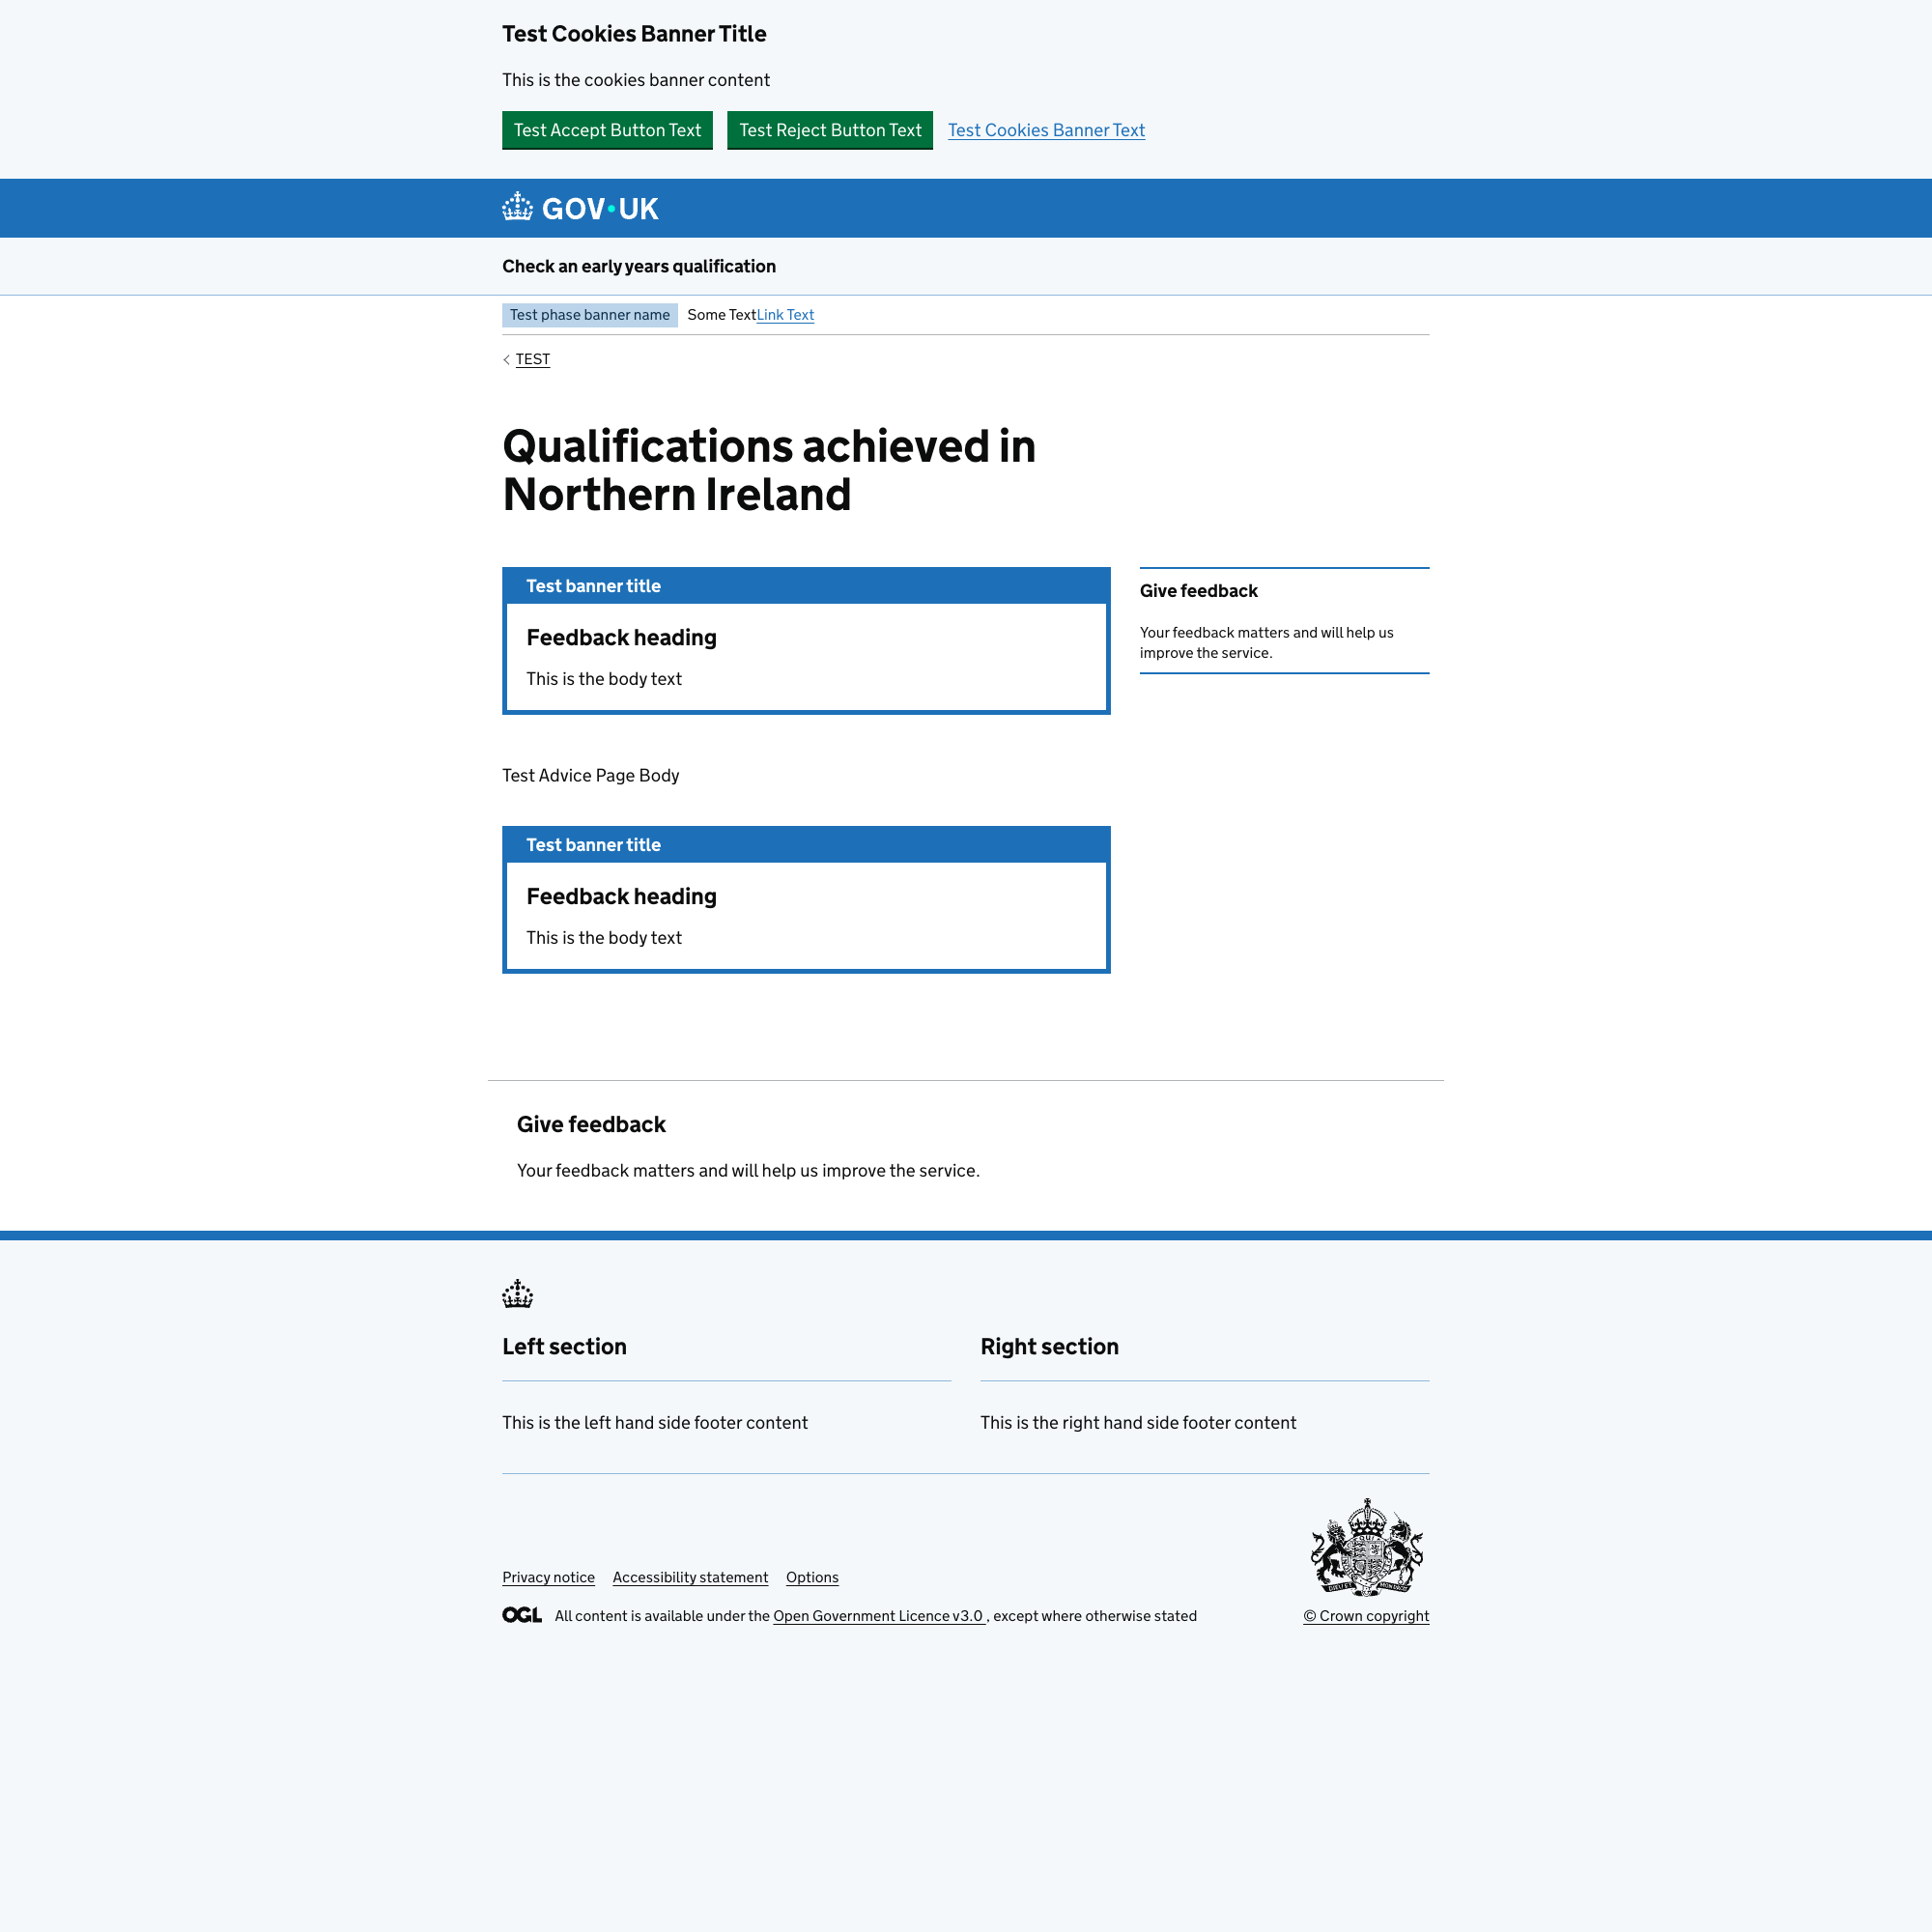 Test Cookies Banner Title
This is the cookies banner content
Test Accept Button Text Test Reject Button Text Test Cookies Banner Text
GOV·UK
Check an early years qualification
Test phase banner name Some TextLink Text
TEST
Qualifications achieved in
Northern Ireland
Test banner title
Feedback heading
This is the body text
Give feedback
Your feedback matters and will help us
improve the service.
Test Advice Page Body
Test banner title
Feedback heading
This is the body text
Give feedback
Your feedback matters and will help us improve the service.
Left section
This is the left hand side footer content
Right section
This is the right hand side footer content
Privacy notice Accessibility statement Options
OGL All content is available under the Open Government Licence v3.0 , except where otherwise stated
© Crown copyright